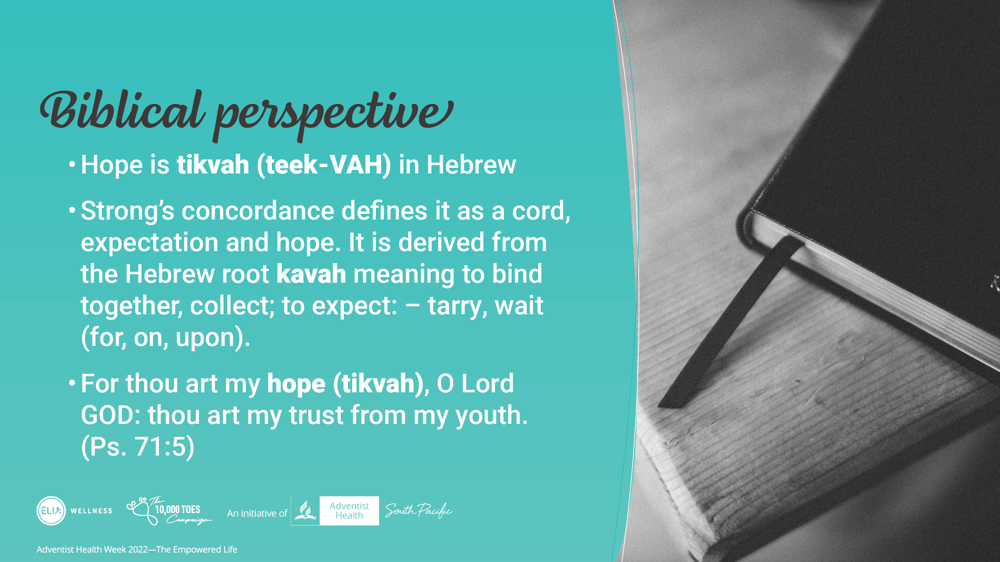 Biblical perspective
• Hope is tikvah (teek-VAH) in Hebrew
• Strong’s concordance defines it as a cord,
expectation and hope. It is derived from
the Hebrew root kavah meaning to bind
together, collect; to expect: – tarry, wait
(for, on, upon).
• For thou art my hope (tikvah), O Lord
GOD: thou art my trust from my youth.
(Ps. 71:5)
ELIA WELLNESS
The
10,000 TOES
Campaign
An initiative of
Adventist
Health
South Pacific
Adventist Health Week 2022—The Empowered Life